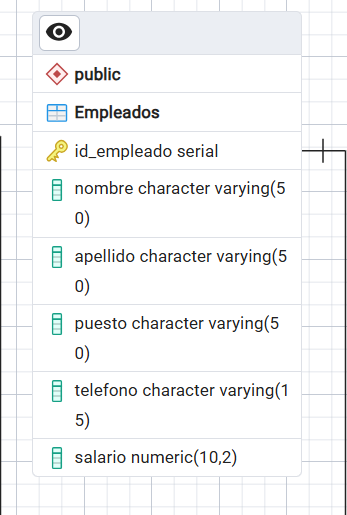 public
Empleados
id_empleado serial
nombre character varying(5
0)
apellido character varying(5
0)
puesto character varying(5
0)
telefono character varying(1
5)
salario numeric(10,2)